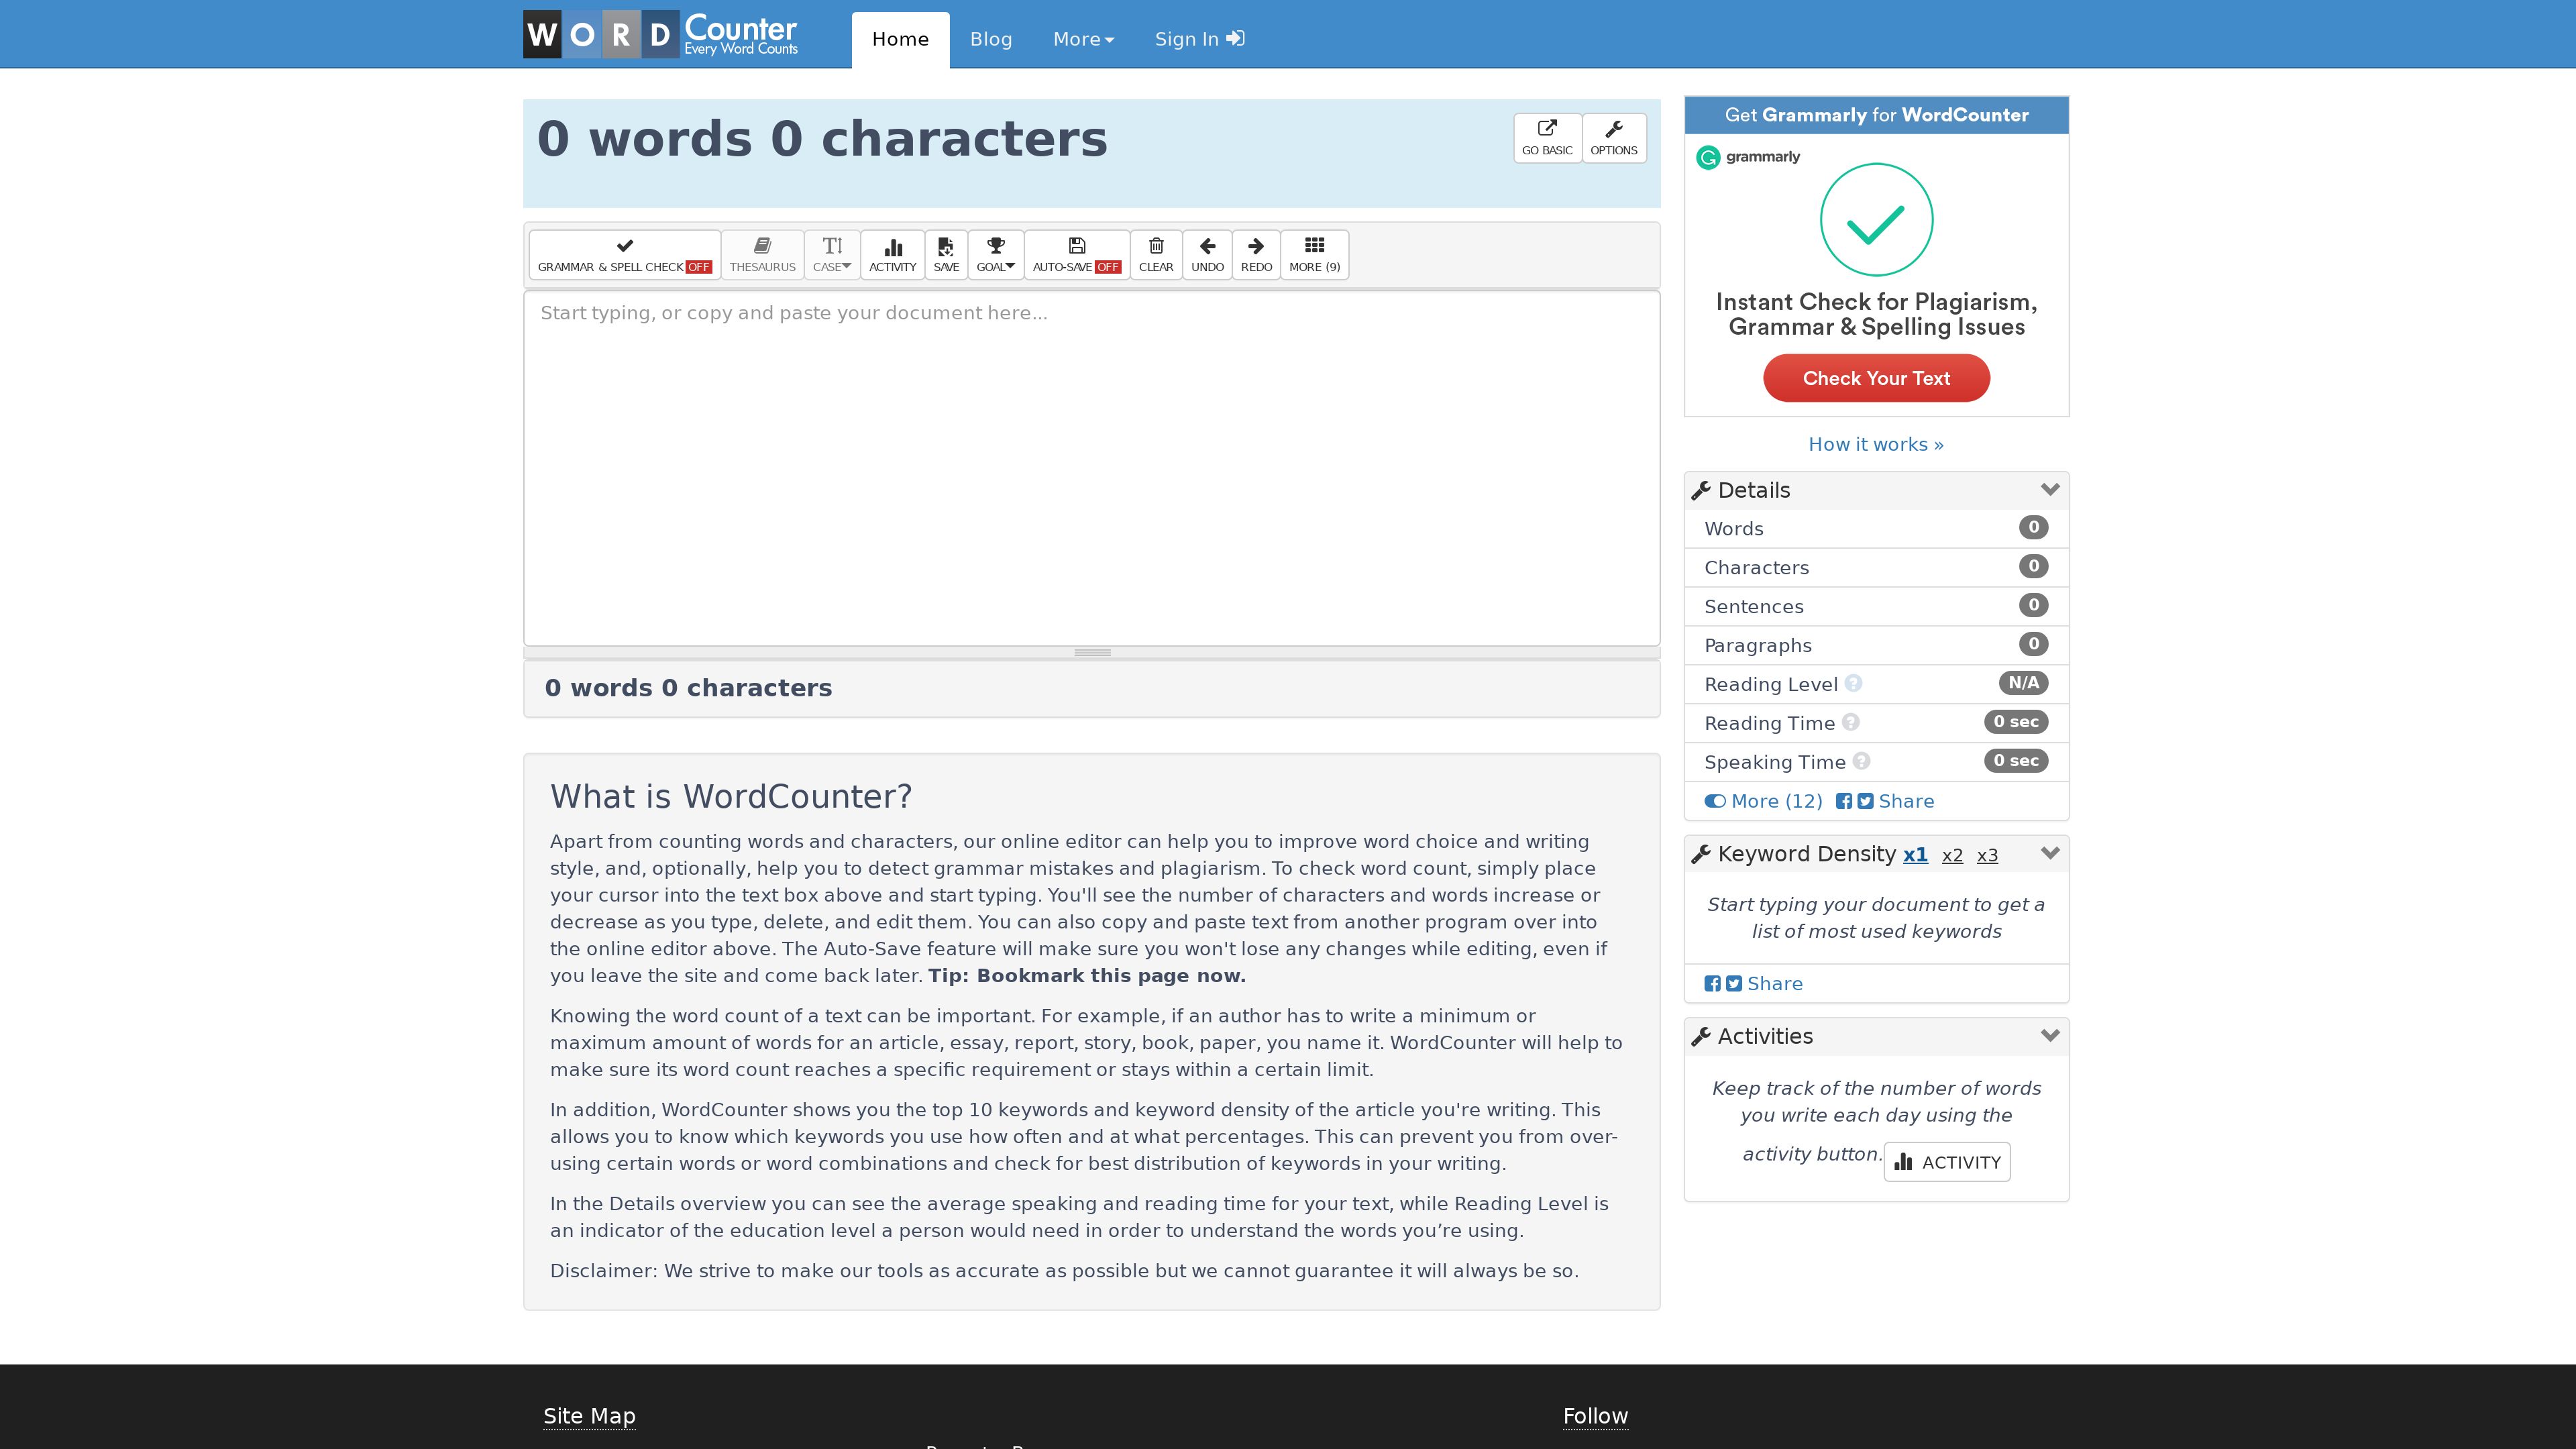 WORD Counter
Every Word Counts
Home
Blog
More
Sign In
0 words 0 characters
GO BASIC
OPTIONS
GRAMMAR & SPELL CHECK OFF
THESAURUS
CASE
ACTIVITY
SAVE
GOAL
AUTO-SAVE OFF
CLEAR
UNDO
REDO
MORE (9)
Start typing, or copy and paste your document here...
0 words 0 characters
What is WordCounter?
Apart from counting words and characters, our online editor can help you to improve word choice and writing
style, and, optionally, help you to detect grammar mistakes and plagiarism. To check word count, simply place
your cursor into the text box above and start typing. You'll see the number of characters and words increase or
decrease as you type, delete, and edit them. You can also copy and paste text from another program over into
the online editor above. The Auto-Save feature will make sure you won't lose any changes while editing, even if
you leave the site and come back later. Tip: Bookmark this page now.
Knowing the word count of a text can be important. For example, if an author has to write a minimum or
maximum amount of words for an article, essay, report, story, book, paper, you name it. WordCounter will help to
make sure its word count reaches a specific requirement or stays within a certain limit.
In addition, WordCounter shows you the top 10 keywords and keyword density of the article you're writing. This
allows you to know which keywords you use how often and at what percentages. This can prevent you from over-
using certain words or word combinations and check for best distribution of keywords in your writing.
In the Details overview you can see the average speaking and reading time for your text, while Reading Level is
an indicator of the education level a person would need in order to understand the words you’re using.
Disclaimer: We strive to make our tools as accurate as possible but we cannot guarantee it will always be so.
Get Grammarly for WordCounter
grammarly
Instant Check for Plagiarism,
Grammar & Spelling Issues
Check Your Text
How it works »
Details
Words 0
Characters 0
Sentences 0
Paragraphs 0
Reading Level ? N/A
Reading Time ? 0 sec
Speaking Time ? 0 sec
More (12) Share
Keyword Density x1 x2 x3
Start typing your document to get a
list of most used keywords
Share
Activities
Keep track of the number of words
you write each day using the
activity button. ACTIVITY
Site Map
Follow